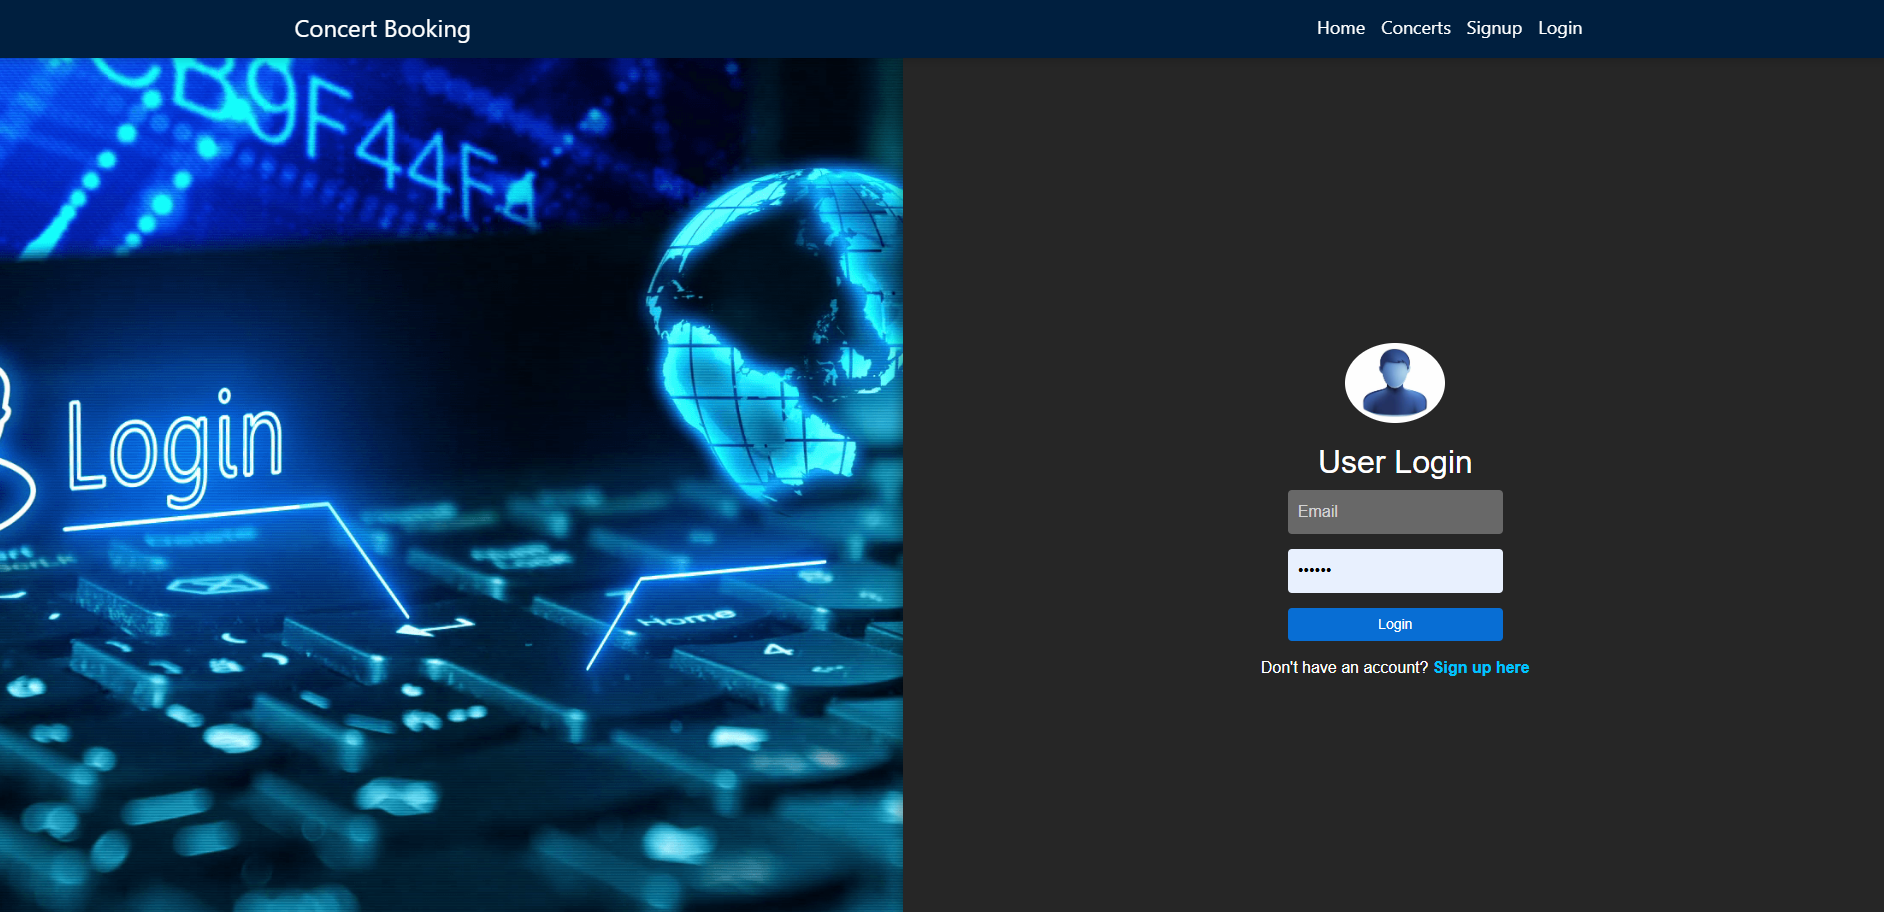 Concert Booking
Home Concerts Signup Login
CB9F44F4
Login
Home
4
User Login
Email
••••••
Login
Don't have an account? Sign up here